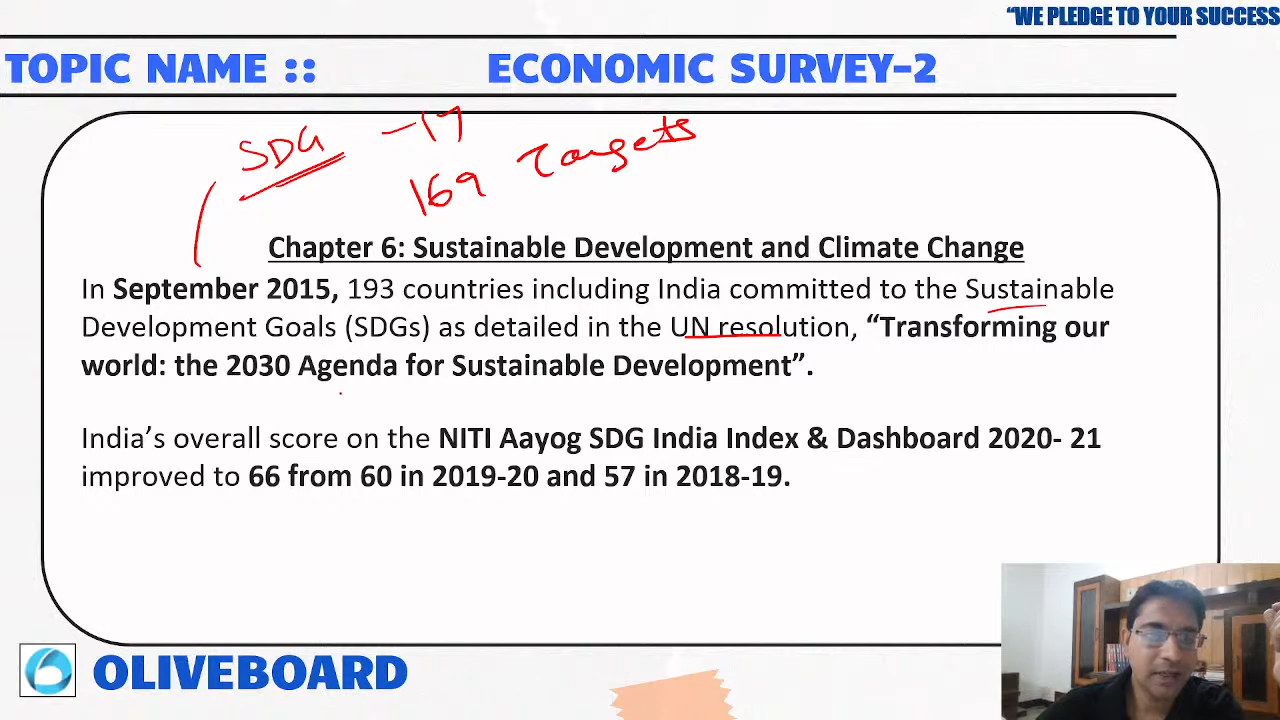 “WE PLEDGE TO YOUR SUCCESS
TOPIC NAME :: ECONOMIC SURVEY-2
SDG – 17
169 Targets
Chapter 6: Sustainable Development and Climate Change
In September 2015, 193 countries including India committed to the Sustainable
Development Goals (SDGs) as detailed in the UN resolution, “Transforming our
world: the 2030 Agenda for Sustainable Development”.
India’s overall score on the NITI Aayog SDG India Index & Dashboard 2020- 21
improved to 66 from 60 in 2019-20 and 57 in 2018-19.
OLIVEBOARD